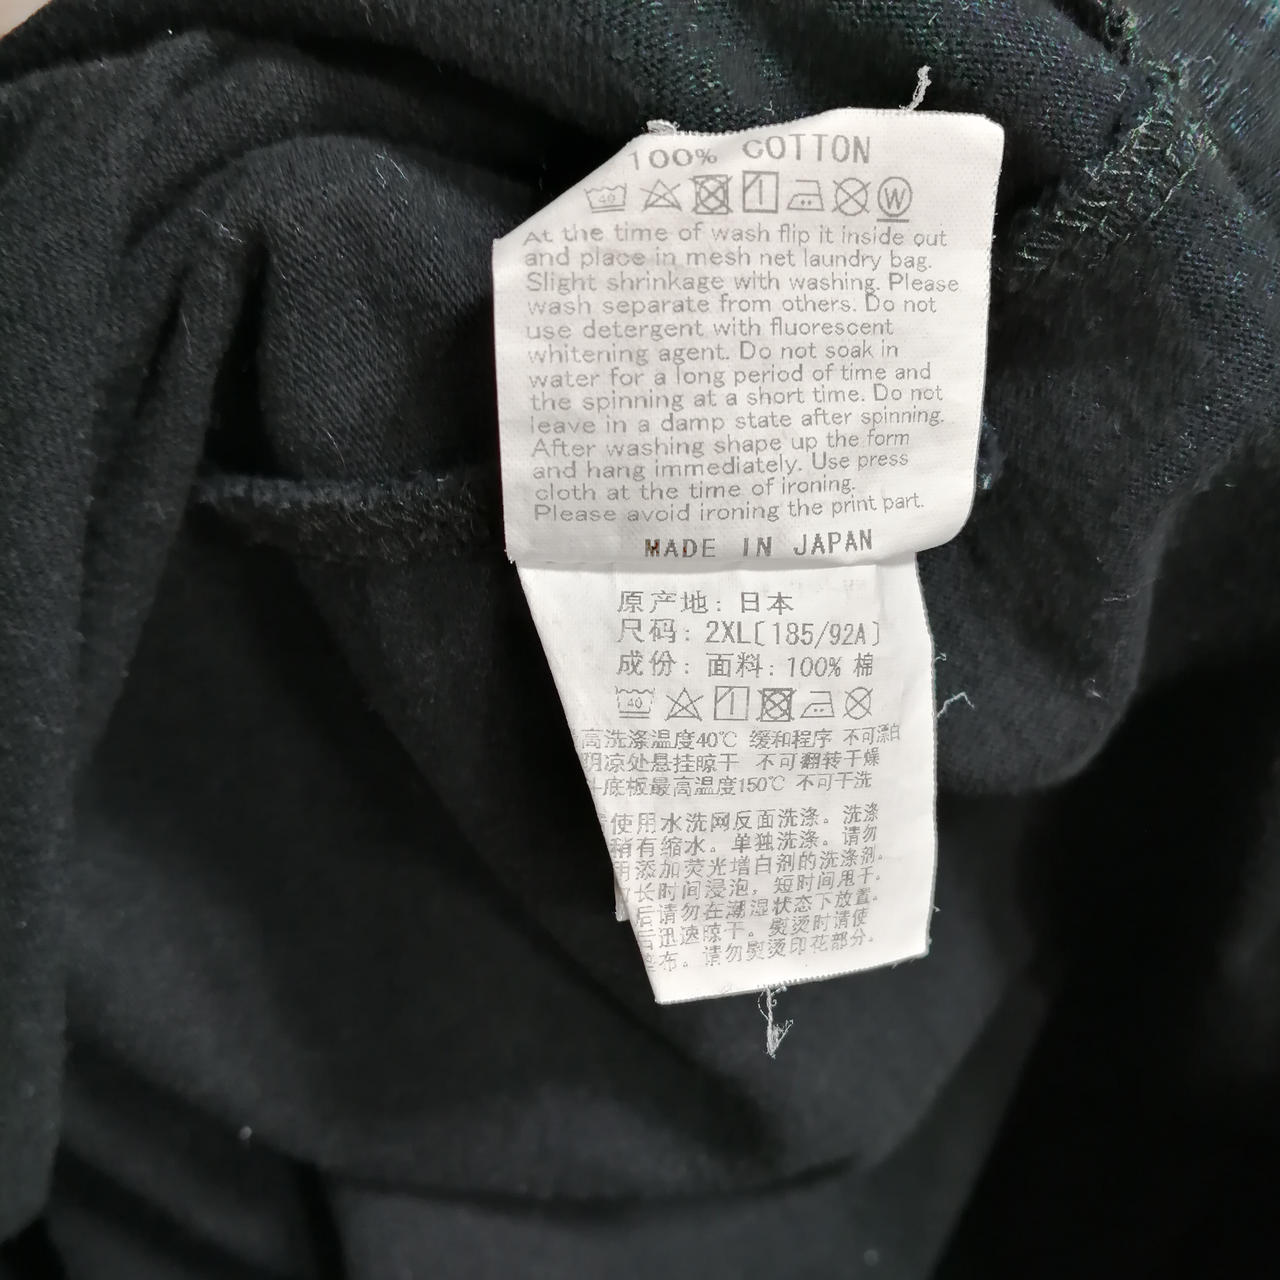 100% COTTON
40 W
At the time of wash flip it inside out
and place in mesh net laundry bag.
Slight shrinkage with washing. Please
wash separate from others. Do not
use detergent with fluorescent
whitening agent. Do not soak in
water for a long period of time and
the spinning at a short time. Do not
leave in a damp state after spinning.
After washing shape up the form
and hang immediately. Use press
cloth at the time of ironing.
Please avoid ironing the print part.
MADE IN JAPAN
原产地: 日本
尺码: 2XL(185/92A)
成份: 面料: 100% 棉
40
高洗涤温度40℃ 缓和程序 不可漂白
阴凉处悬挂晾干 不可翻转干燥
底板最高温度150℃ 不可干洗
使用水洗网反面洗涤。洗涤
稍有缩水。单独洗涤。请勿
用添加荧光增白剂的洗涤剂。
长时间浸泡，短时间甩干。
后请勿在潮湿状态下放置。
后迅速晾干。熨烫时请使
垫布。请勿熨烫印花部分。